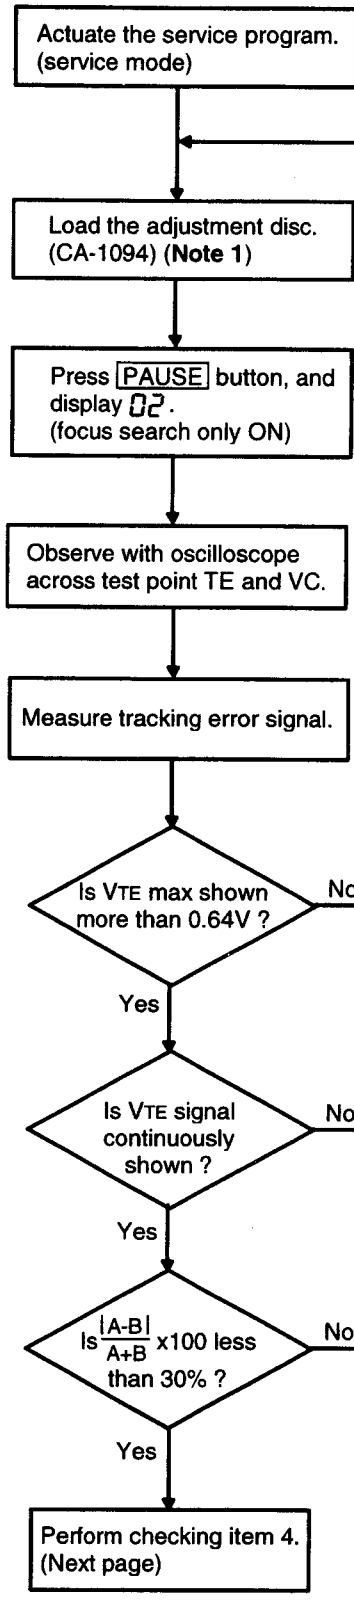 Actuate the service program.
(service mode)
Load the adjustment disc.
(CA-1094) (Note 1)
Press PAUSE button, and
display 02.
(focus search only ON)
Observe with oscilloscope
across test point TE and VC.
Measure tracking error signal.
Is VTE max shown
more than 0.64V ?
No
Yes
Is VTE signal
continuously
shown ?
No
Yes
Is |A-B|/A+B x100 less
than 30% ?
No
Yes
Perform checking item 4.
(Next page)